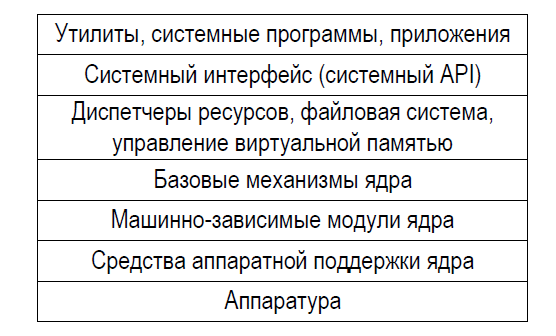 Утилиты, системные программы, приложения
Системный интерфейс (системный API)
Диспетчеры ресурсов, файловая система,
управление виртуальной памятью
Базовые механизмы ядра
Машинно-зависимые модули ядра
Средства аппаратной поддержки ядра
Аппаратура